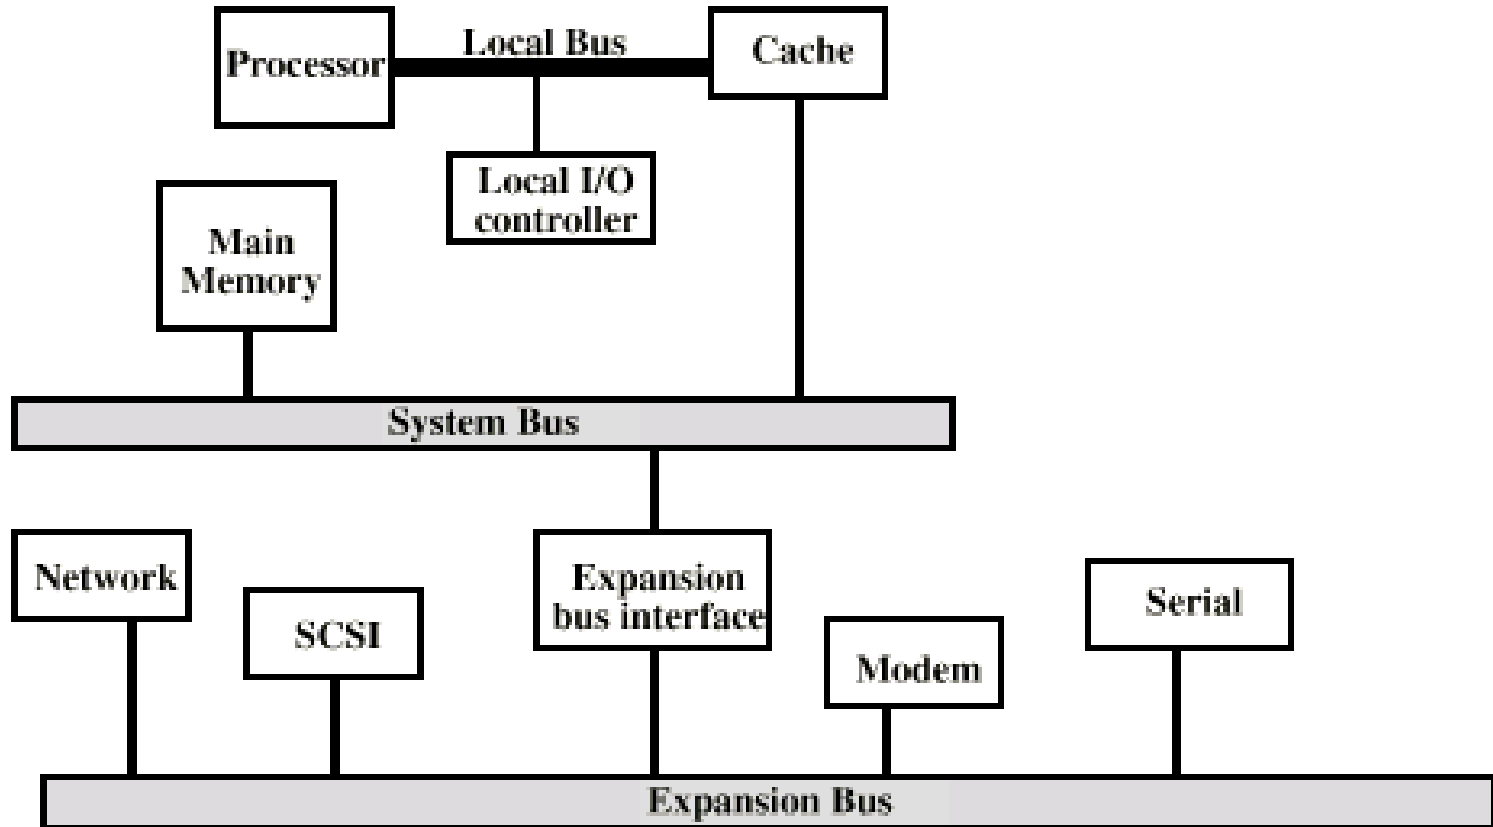 Local Bus
Processor
Cache
Local I/O
controller
Main
Memory
System Bus
Network
SCSI
Expansion
bus interface
Modem
Serial
Expansion Bus